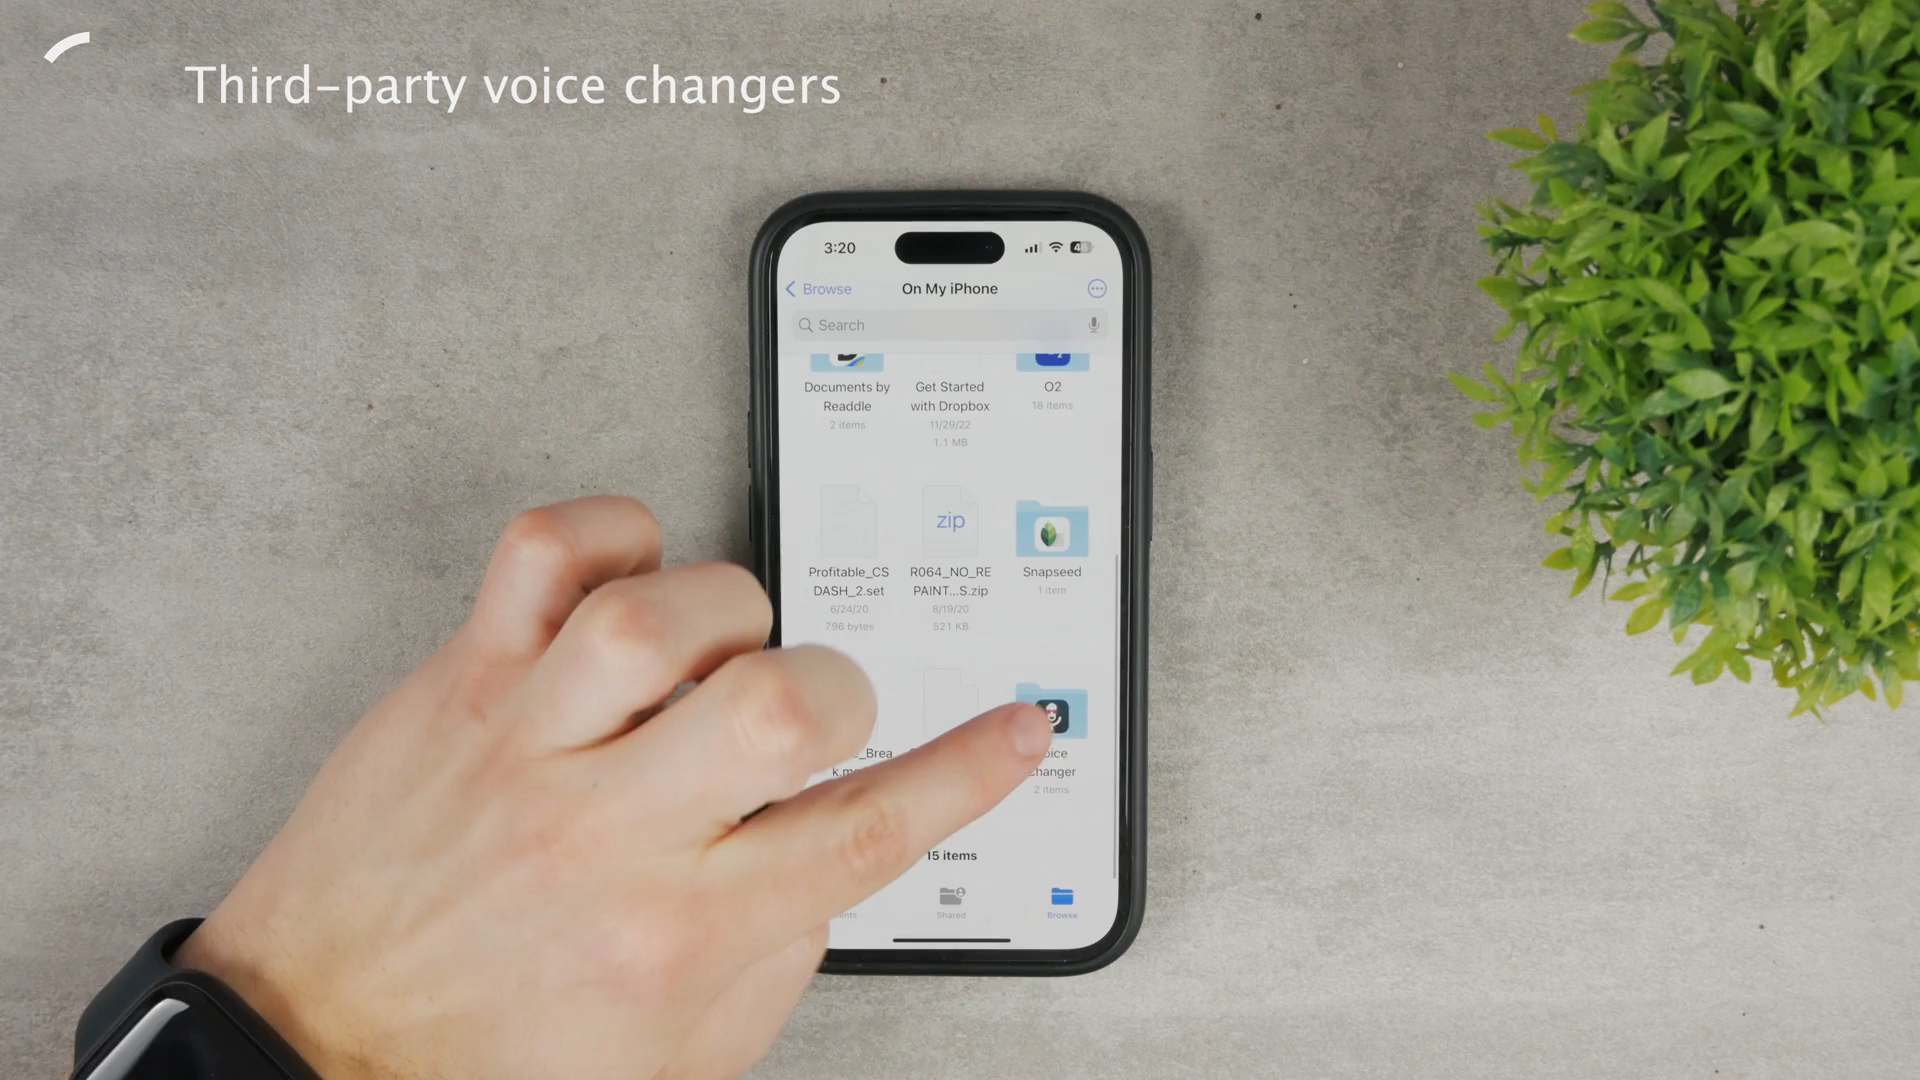 Third-party voice changers
3:20
Browse
On My iPhone
Search
Documents by
Readdle
2 items
Get Started
with Dropbox
11/29/22
1.1 MB
O2
18 items
zip
Profitable_CS
DASH_2.set
6/24/20
796 bytes
R064_NO_RE
PAINT...S.zip
8/19/20
521 KB
Snapseed
1 item
2 items
15 items
Shared
Browse